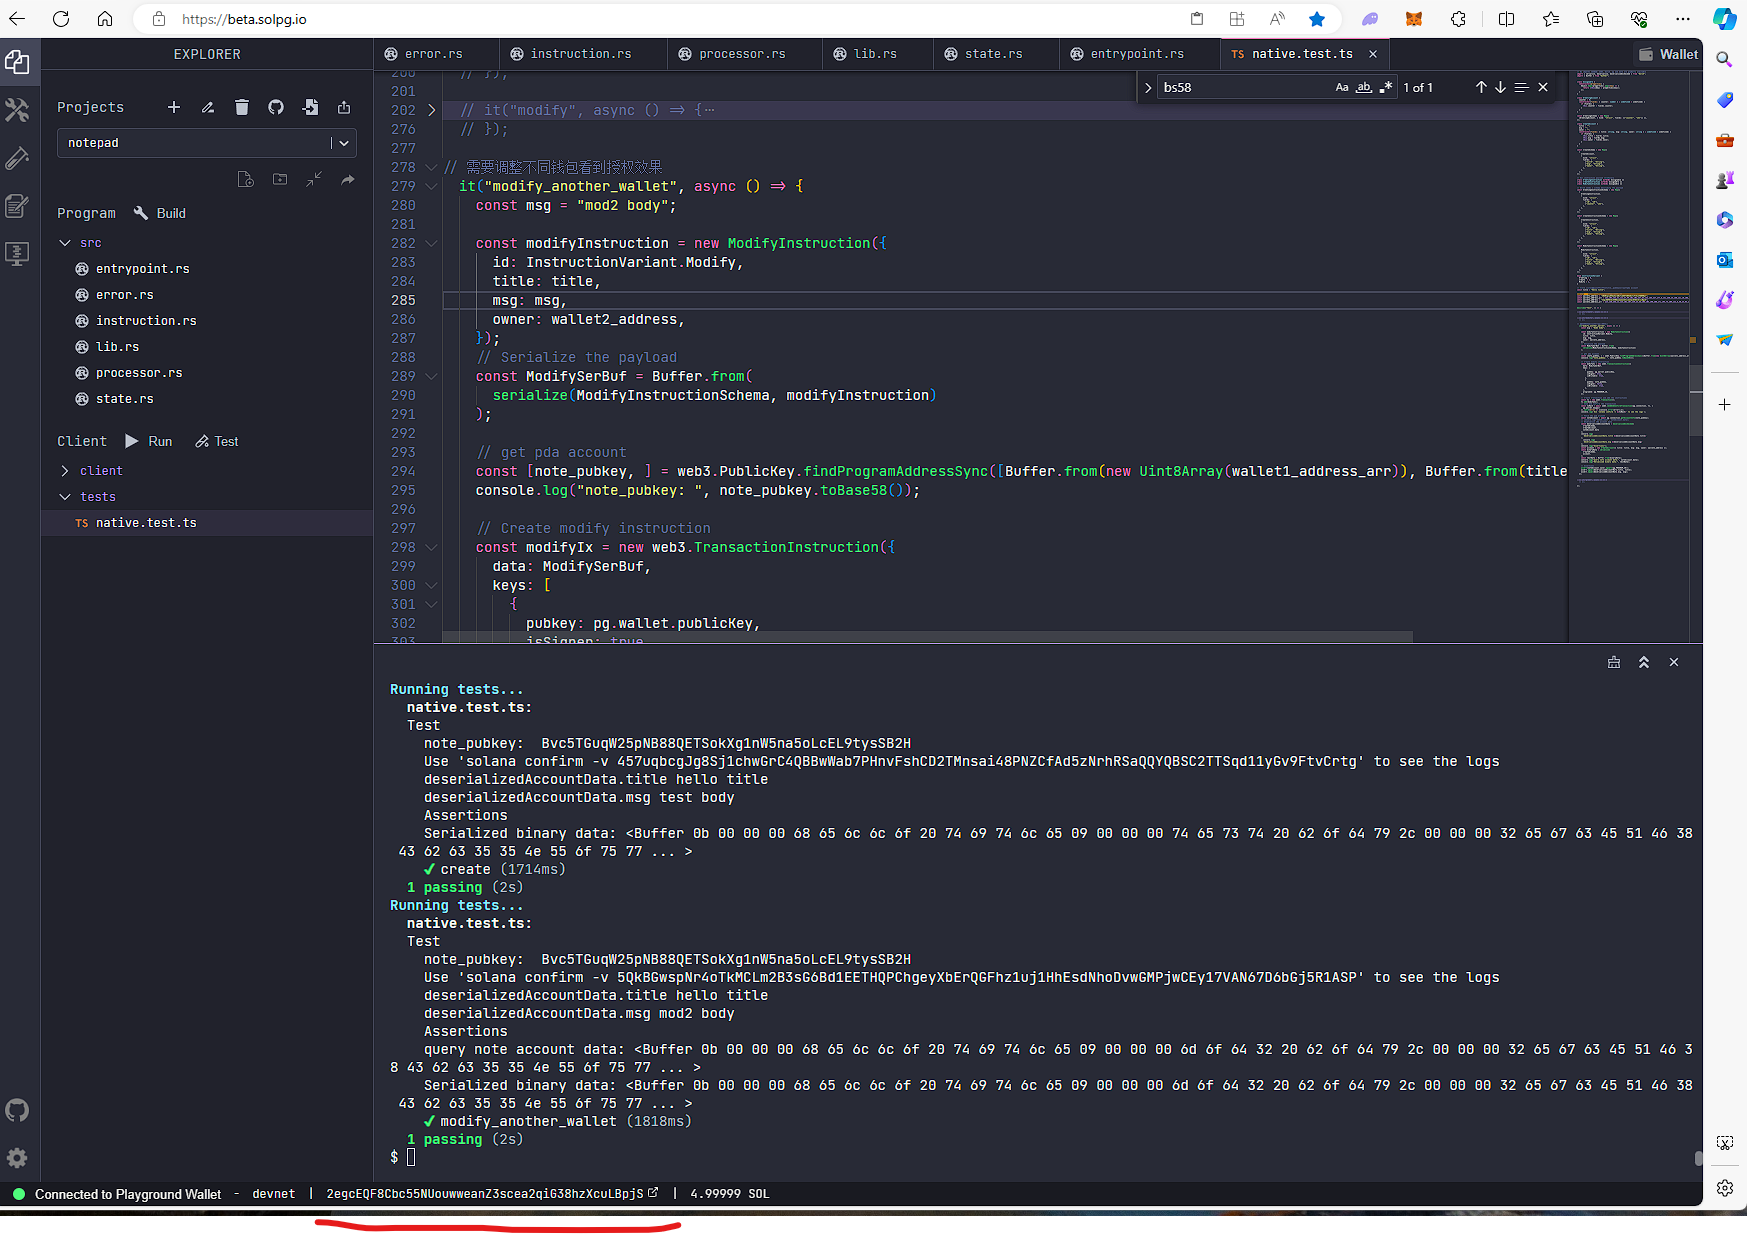 https://beta.solpg.io
EXPLORER
error.rs
instruction.rs
processor.rs
lib.rs
state.rs
entrypoint.rs
TS native.test.ts
Wallet
Projects
notepad
Program Build
src
entrypoint.rs
error.rs
instruction.rs
lib.rs
processor.rs
state.rs
Client Run Test
client
tests
TS native.test.ts
bs58 Aa ab 1 of 1
200 // });
201
202 // it("modify", async () ⇒ {⋯
276 // });
277
278 // 需要调整不同钱包看到授权效果
279 it("modify_another_wallet", async () ⇒ {
280 const msg = "mod2 body";
281
282 const modifyInstruction = new ModifyInstruction({
283 id: InstructionVariant.Modify,
284 title: title,
285 msg: msg,
286 owner: wallet2_address,
287 });
288 // Serialize the payload
289 const ModifySerBuf = Buffer.from(
290 serialize(ModifyInstructionSchema, modifyInstruction)
291 );
292
293 // get pda account
294 const [note_pubkey, ] = web3.PublicKey.findProgramAddressSync([Buffer.from(new Uint8Array(wallet1_address_arr)), Buffer.from(title
295 console.log("note_pubkey: ", note_pubkey.toBase58());
296
297 // Create modify instruction
298 const modifyIx = new web3.TransactionInstruction({
299 data: ModifySerBuf,
300 keys: [
301 {
302 pubkey: pg.wallet.publicKey,
303 isSigner: true
Running tests...
native.test.ts:
Test
note_pubkey: Bvc5TGuqW25pNB88QETSokXg1nW5na5oLcEL9tysSB2H
Use 'solana confirm -v 457uqbcgJg8Sj1chwGrC4QBBwWab7PHnvFshCD2TMnsai48PNZCfAd5zNrhRSaQQYQBSC2TTSqd11yGv9FtvCrtg' to see the logs
deserializedAccountData.title hello title
deserializedAccountData.msg test body
Assertions
Serialized binary data: <Buffer 0b 00 00 00 68 65 6c 6c 6f 20 74 69 74 6c 65 09 00 00 00 74 65 73 74 20 62 6f 64 79 2c 00 00 00 32 65 67 63 45 51 46 38
43 62 63 35 35 4e 55 6f 75 77 ... >
✔ create (1714ms)
1 passing (2s)
Running tests...
native.test.ts:
Test
note_pubkey: Bvc5TGuqW25pNB88QETSokXg1nW5na5oLcEL9tysSB2H
Use 'solana confirm -v 5QkBGwspNr4oTkMCLm2B3sG6Bd1EETHQPChgeyXbErQGFhz1uj1HhEsdNhoDvwGMPjwCEy17VAN67D6bGj5R1ASP' to see the logs
deserializedAccountData.title hello title
deserializedAccountData.msg mod2 body
Assertions
query note account data: <Buffer 0b 00 00 00 68 65 6c 6c 6f 20 74 69 74 6c 65 09 00 00 00 6d 6f 64 32 20 62 6f 64 79 2c 00 00 00 32 65 67 63 45 51 46 3
8 43 62 63 35 35 4e 55 6f 75 77 ... >
Serialized binary data: <Buffer 0b 00 00 00 68 65 6c 6c 6f 20 74 69 74 6c 65 09 00 00 00 6d 6f 64 32 20 62 6f 64 79 2c 00 00 00 32 65 67 63 45 51 46 38
43 62 63 35 35 4e 55 6f 75 77 ... >
✔ modify_another_wallet (1818ms)
1 passing (2s)
$
Connected to Playground Wallet - devnet | 2egcEQF8Cbc55NUouwweanZ3scea2qiG38hzXcuLBpjS | 4.99999 SOL